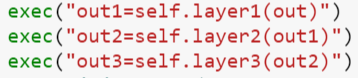 exec("out1=self.layer1(out)")
exec("out2=self.layer2(out1)")
exec("out3=self.layer3(out2)")